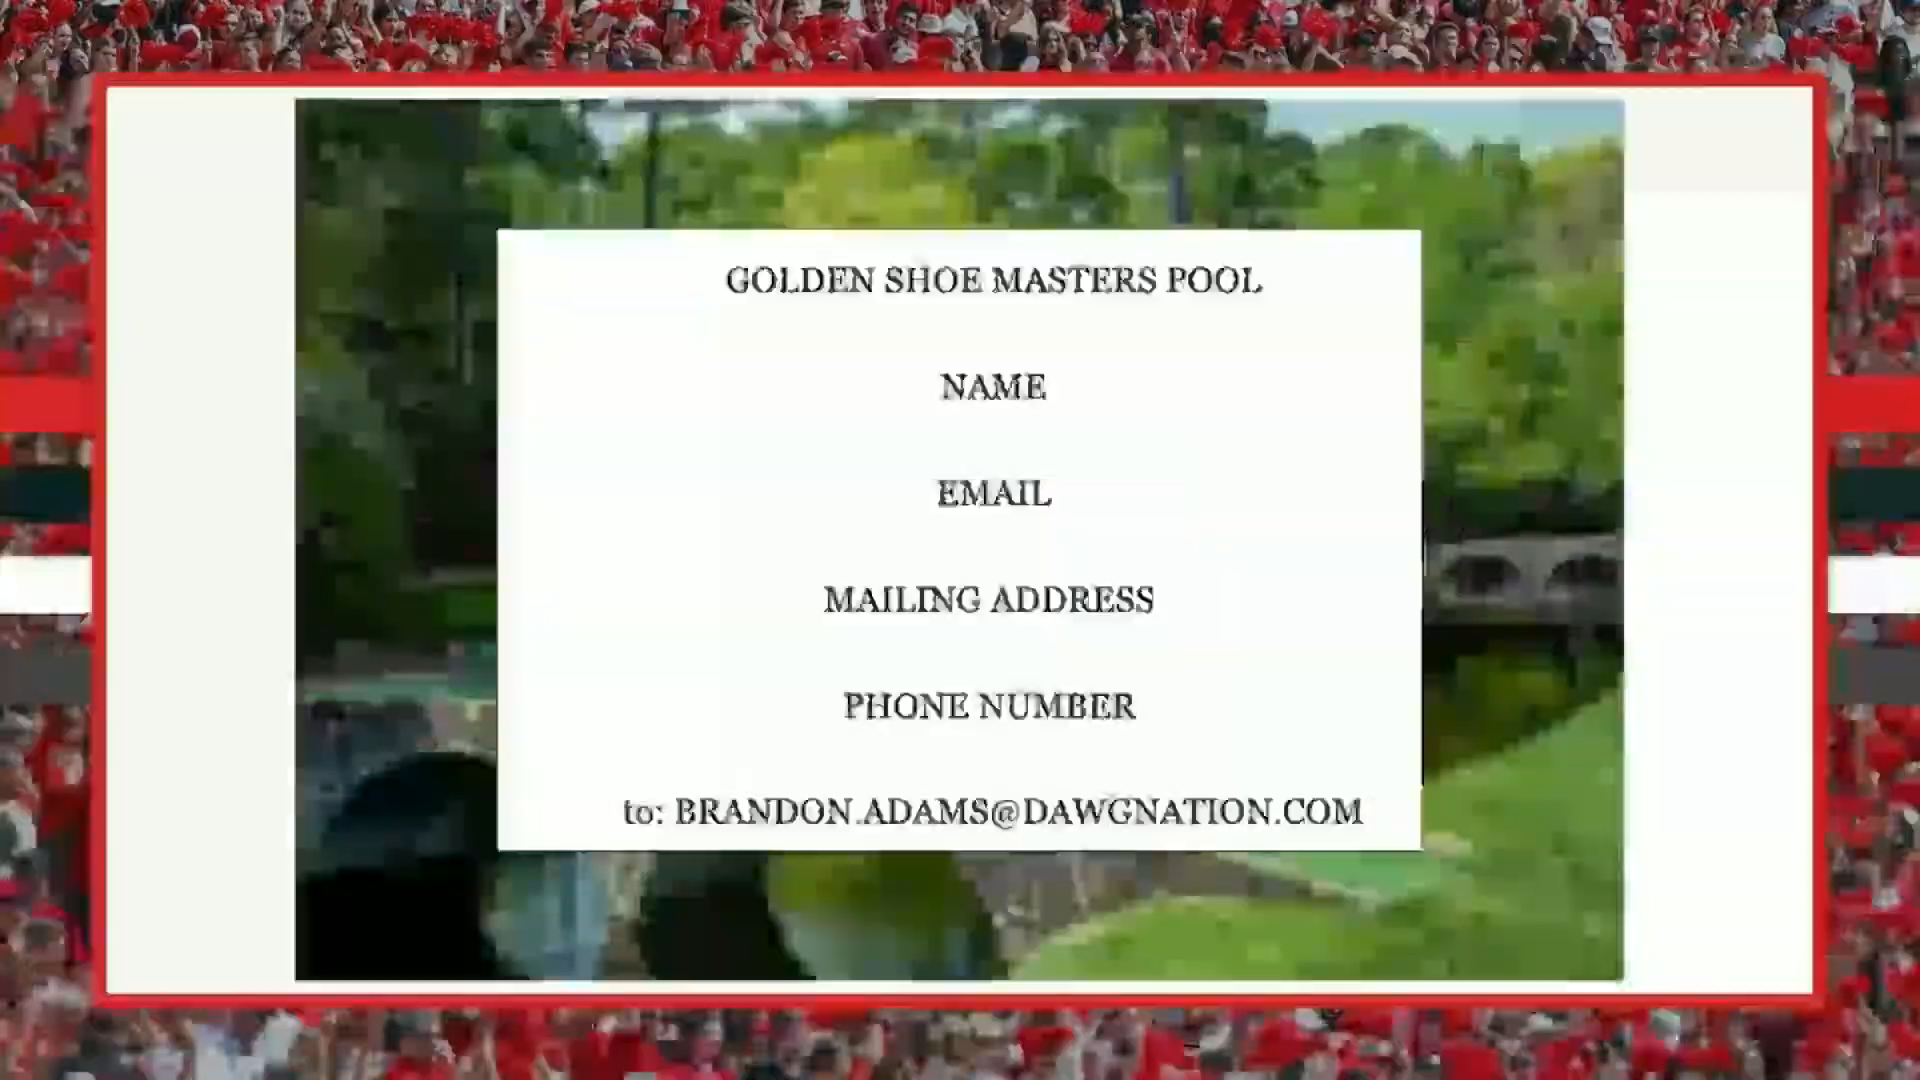 GOLDEN SHOE MASTERS POOL
NAME
EMAIL
MAILING ADDRESS
PHONE NUMBER
to: BRANDON.ADAMS@DAWGNATION.COM